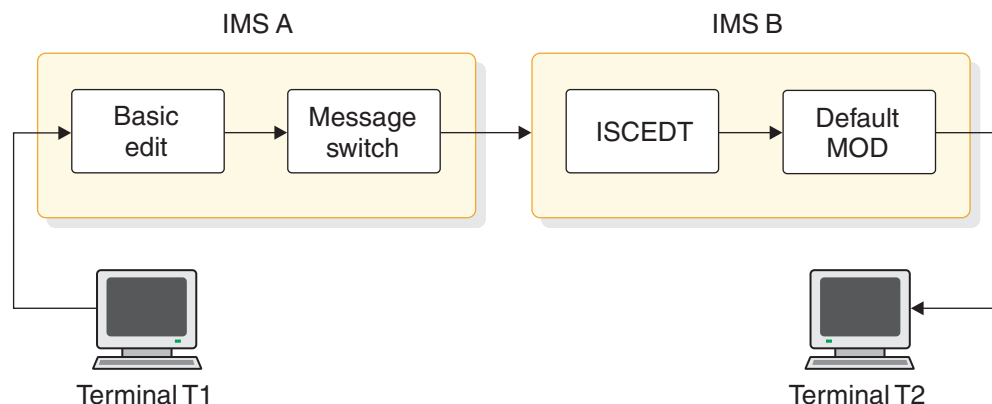 IMS A
IMS B
Basic
edit
Message
switch
ISCEDT
Default
MOD
Terminal T1
Terminal T2